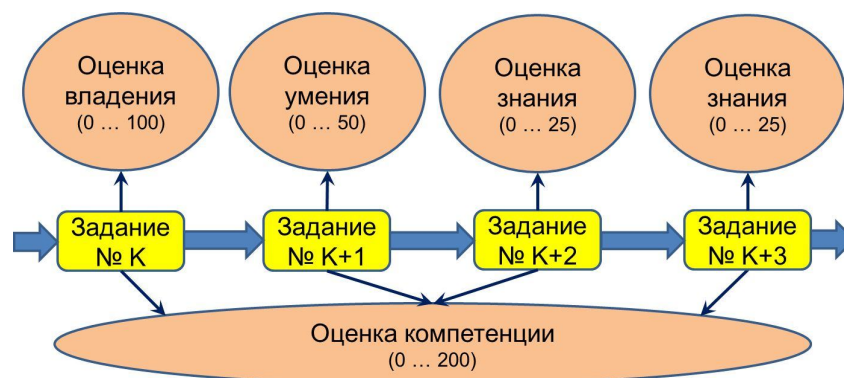 Оценка
владения
(0 … 100)
Оценка
умения
(0 … 50)
Оценка
знания
(0 … 25)
Оценка
знания
(0 … 25)
Задание
№ K
Задание
№ K+1
Задание
№ K+2
Задание
№ K+3
Оценка компетенции
(0 … 200)